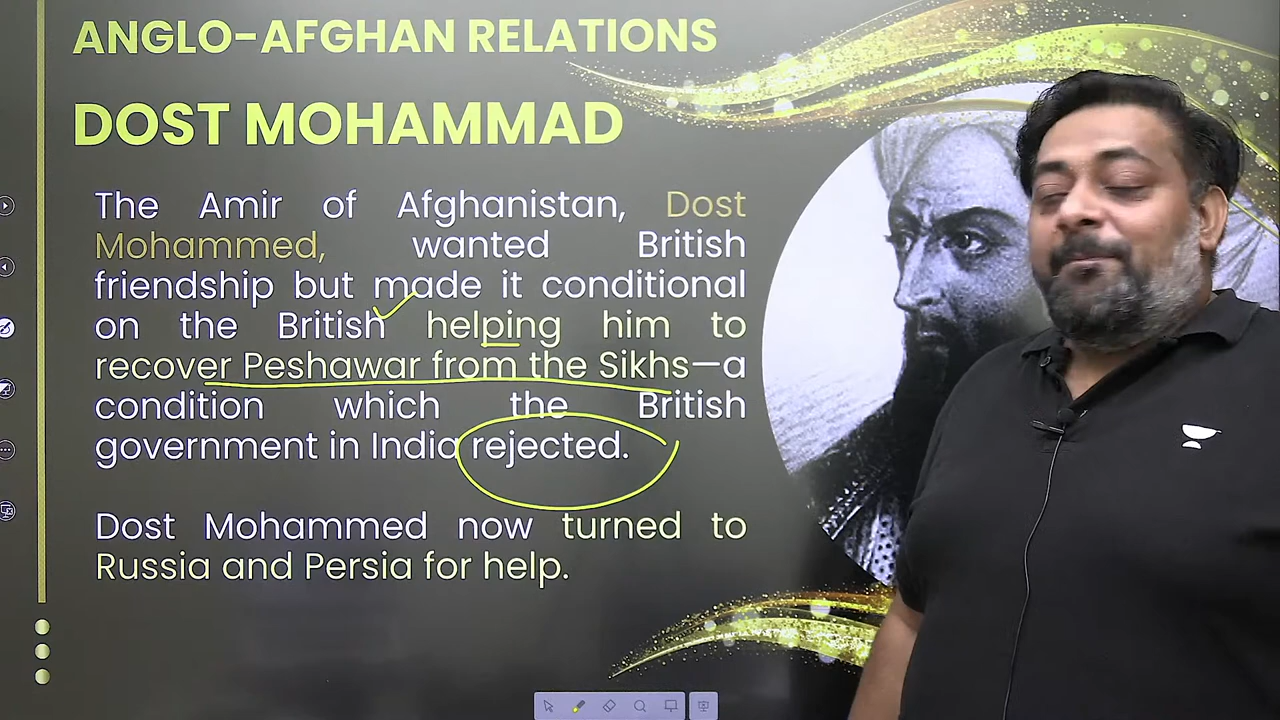 ANGLO-AFGHAN RELATIONS
DOST MOHAMMAD
The Amir of Afghanistan, Dost
Mohammed, wanted British
friendship but made it conditional
on the British helping him to
recover Peshawar from the Sikhs—a
condition which the British
government in India rejected.
Dost Mohammed now turned to
Russia and Persia for help.